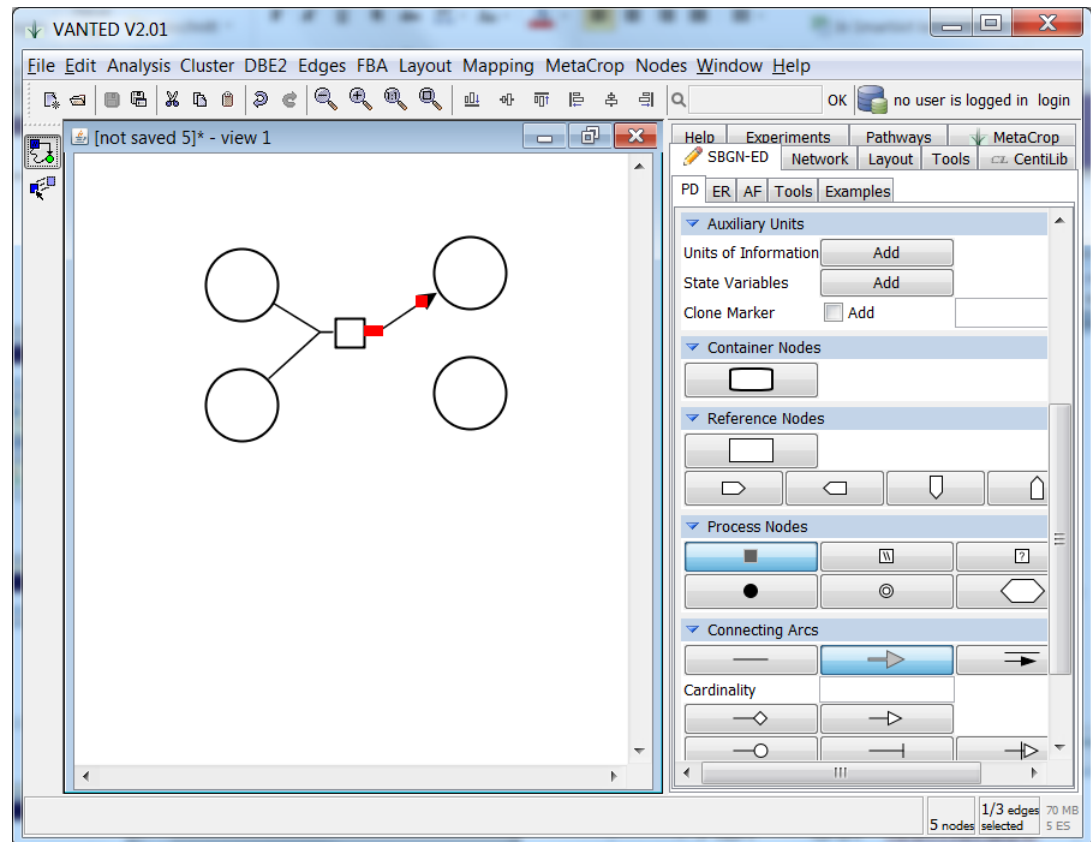 VANTED V2.01
File Edit Analysis Cluster DBE2 Edges FBA Layout Mapping MetaCrop Nodes Window Help
OK no user is logged in login
[not saved 5]* - view 1
Help Experiments Pathways MetaCrop
SBGN-ED Network Layout Tools CL CentiLib
PD ER AF Tools Examples
Auxiliary Units
Units of Information Add
State Variables Add
Clone Marker Add
Container Nodes
Reference Nodes
Process Nodes
\\ ?
Connecting Arcs
Cardinality
1/3 edges 70 MB
5 nodes selected 5 ES